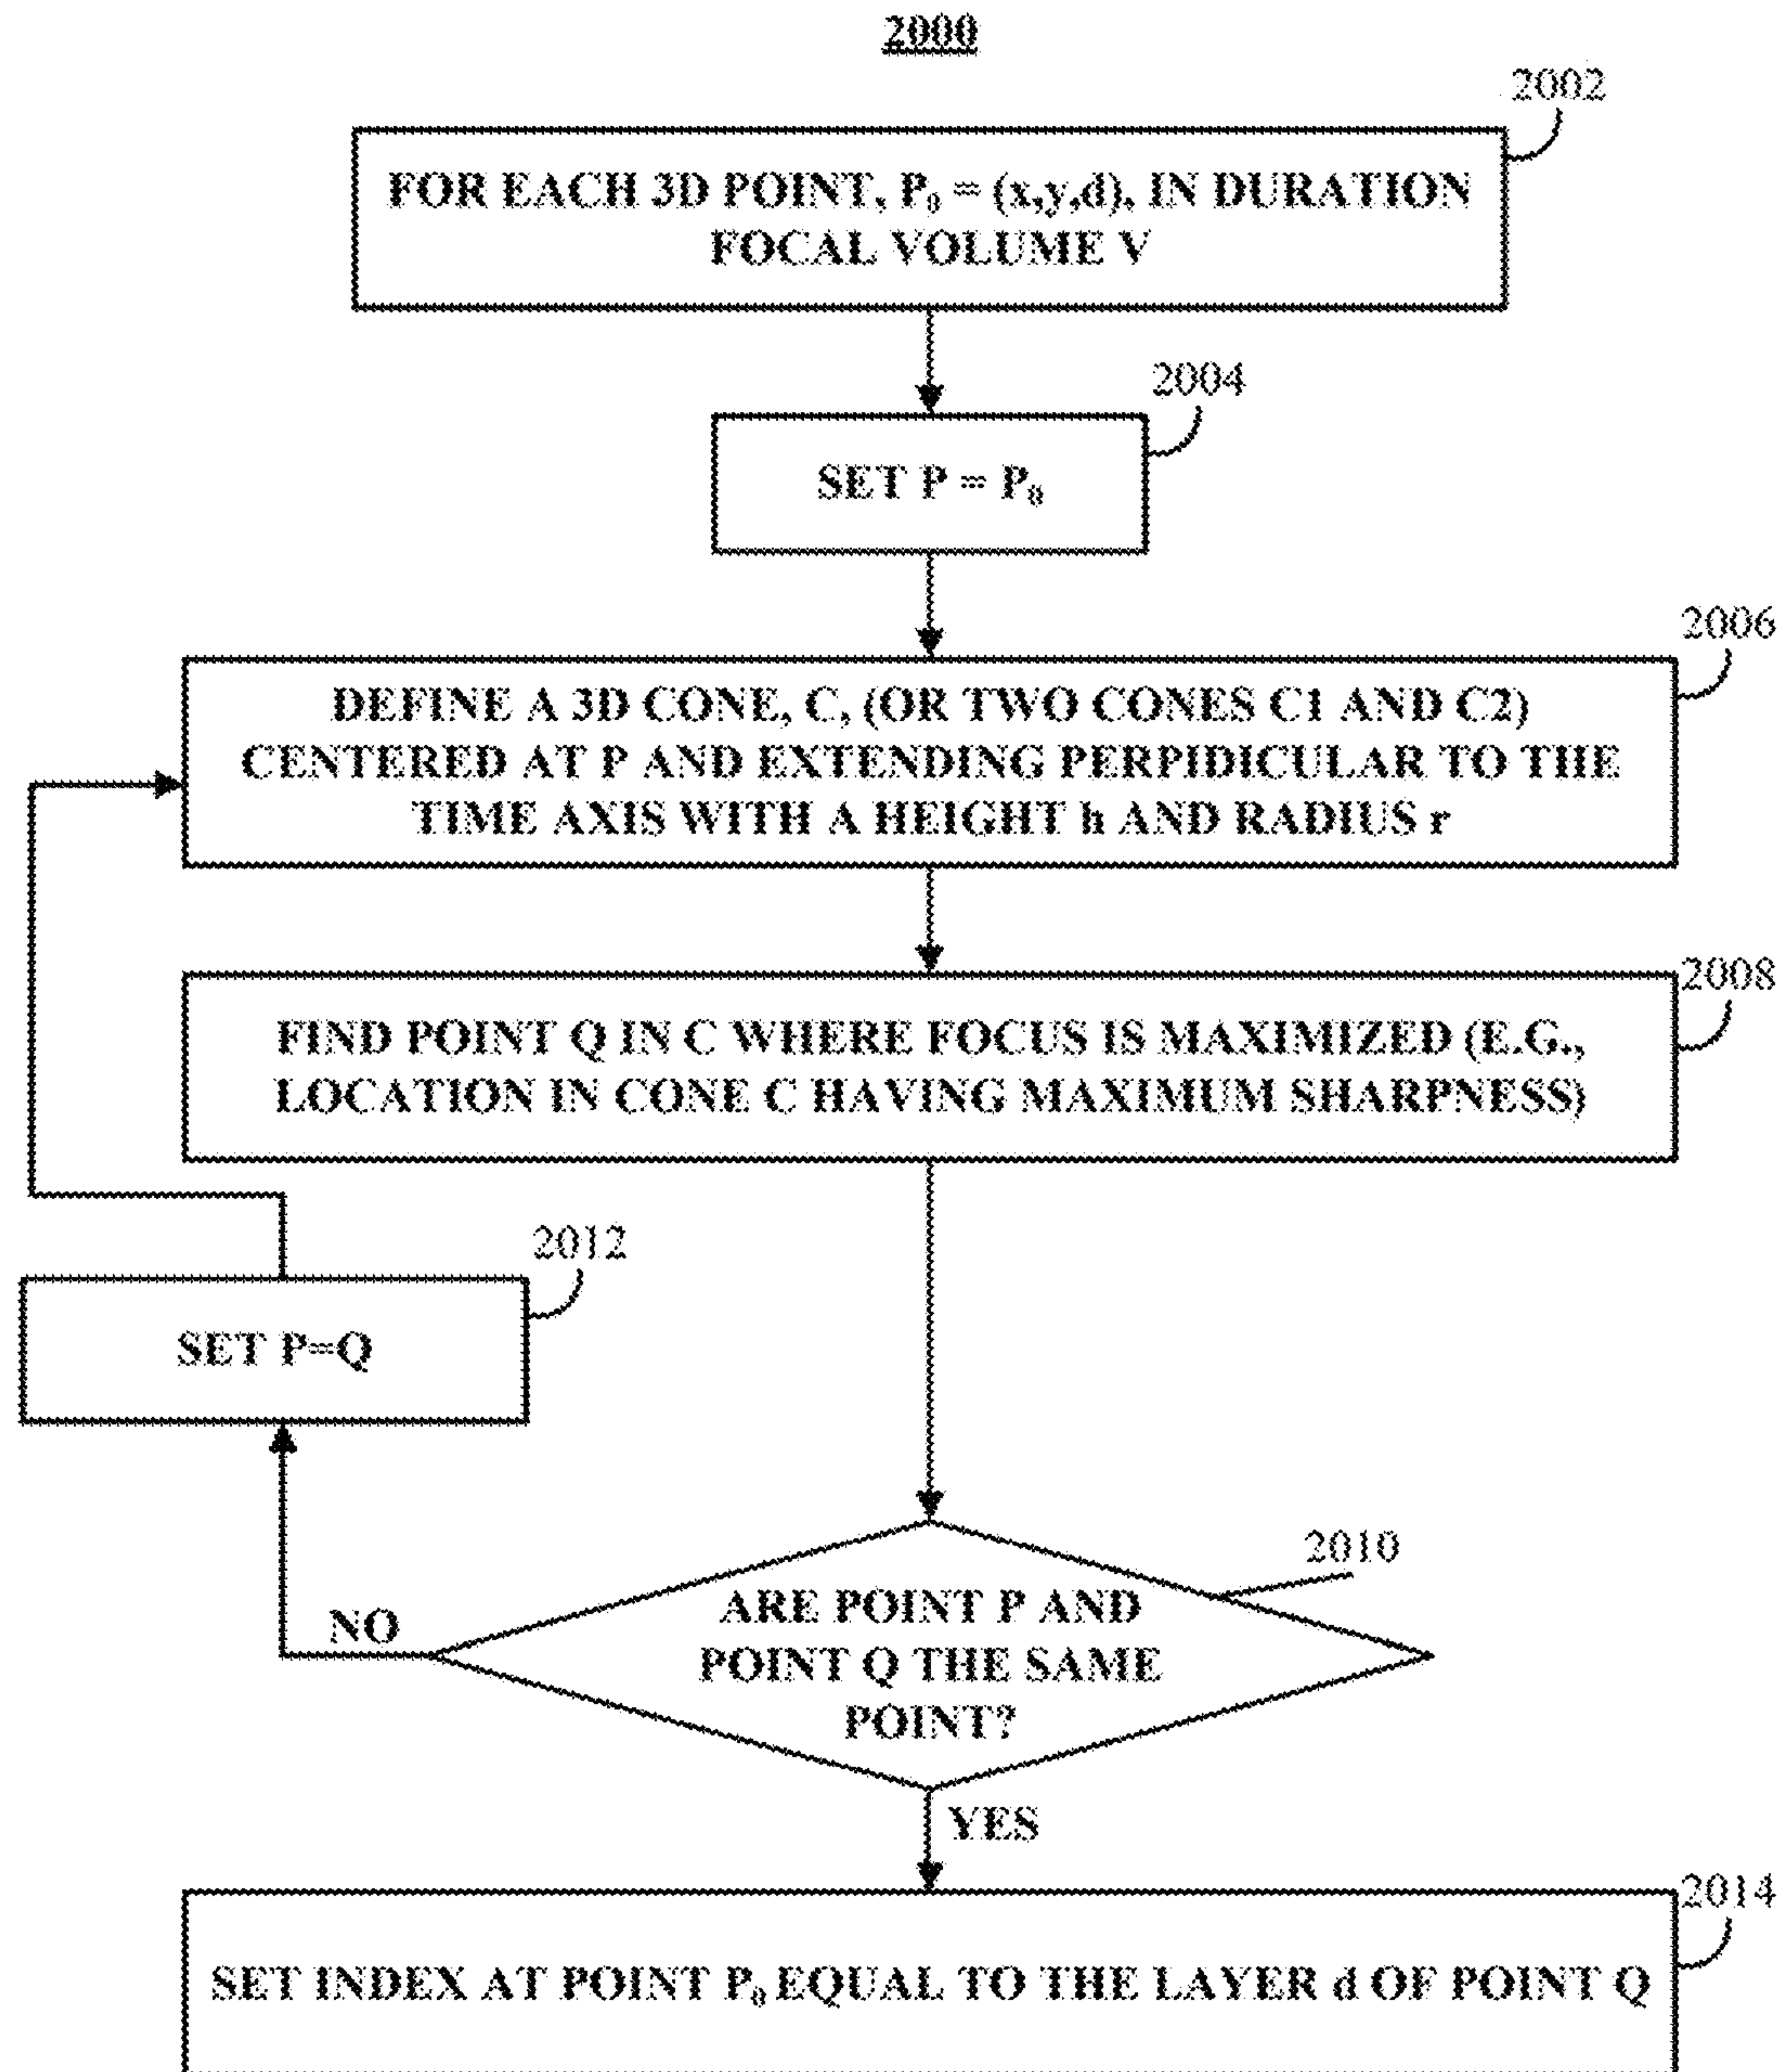 2000
2002
FOR EACH 3D POINT, P₀ = (x,y,d), IN DURATION
FOCAL VOLUME V
2004
SET P = P₀
2006
DEFINE A 3D CONE, C, (OR TWO CONES C1 AND C2)
CENTERED AT P AND EXTENDING PERPIDICULAR TO THE
TIME AXIS WITH A HEIGHT h AND RADIUS r
2008
FIND POINT Q IN C WHERE FOCUS IS MAXIMIZED (E.G.,
LOCATION IN CONE C HAVING MAXIMUM SHARPNESS)
2012
SET P=Q
2010
ARE POINT P AND
POINT Q THE SAME
POINT?
NO
YES
2014
SET INDEX AT POINT P₀ EQUAL TO THE LAYER d OF POINT Q